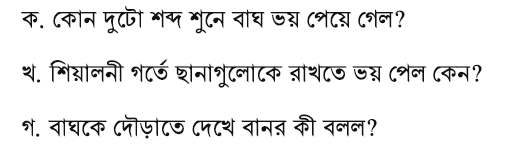 ক. কোন দুটো শব্দ শুনে বাঘ ভয় পেয়ে গেল?
খ. শিয়ালনী গর্তে ছানাগুলোকে রাখতে ভয় পেল কেন?
গ. বাঘকে দৌড়াতে দেখে বানর কী বলল?